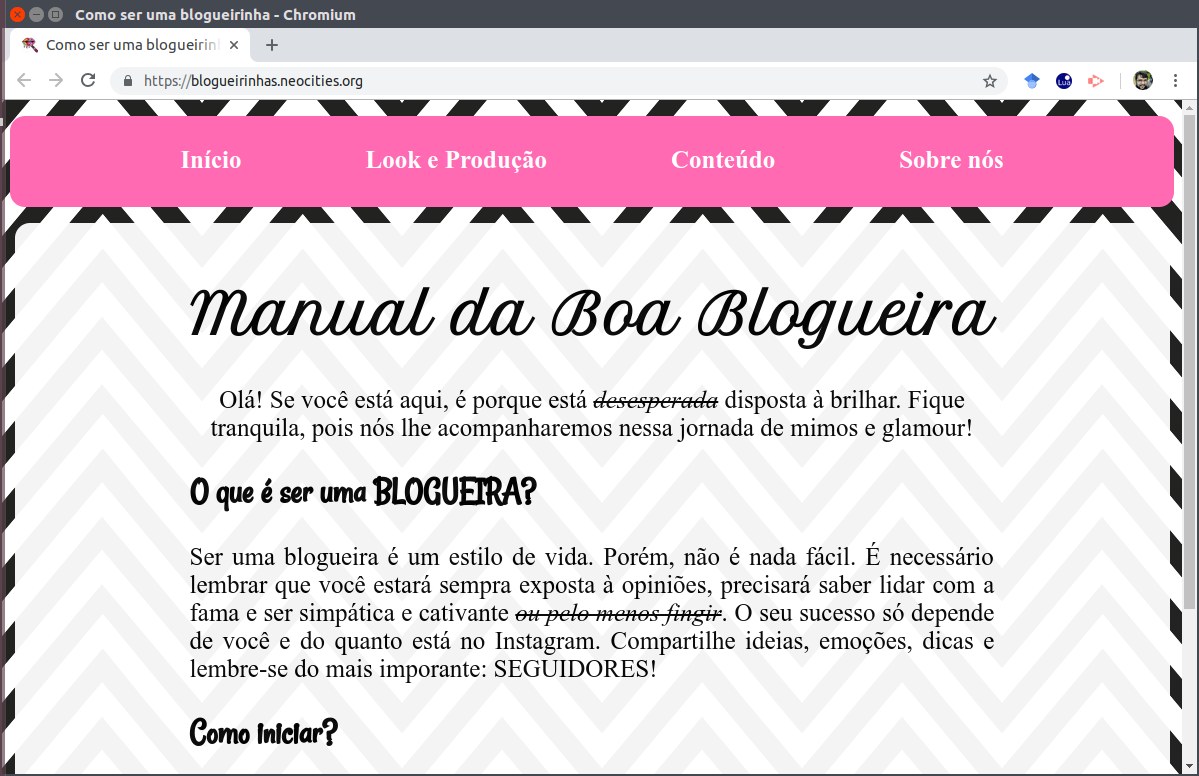 Como ser uma blogueirinha - Chromium
Como ser uma blogueirin
https://blogueirinhas.neocities.org
Lua
Início Look e Produção Conteúdo Sobre nós
Manual da Boa Blogueira
Olá! Se você está aqui, é porque está desesperada disposta à brilhar. Fique
tranquila, pois nós lhe acompanharemos nessa jornada de mimos e glamour!
O que é ser uma BLOGUEIRA?
Ser uma blogueira é um estilo de vida. Porém, não é nada fácil. É necessário
lembrar que você estará sempra exposta à opiniões, precisará saber lidar com a
fama e ser simpática e cativante ou pelo menos fingir. O seu sucesso só depende
de você e do quanto está no Instagram. Compartilhe ideias, emoções, dicas e
lembre-se do mais imporante: SEGUIDORES!
Como iniciar?